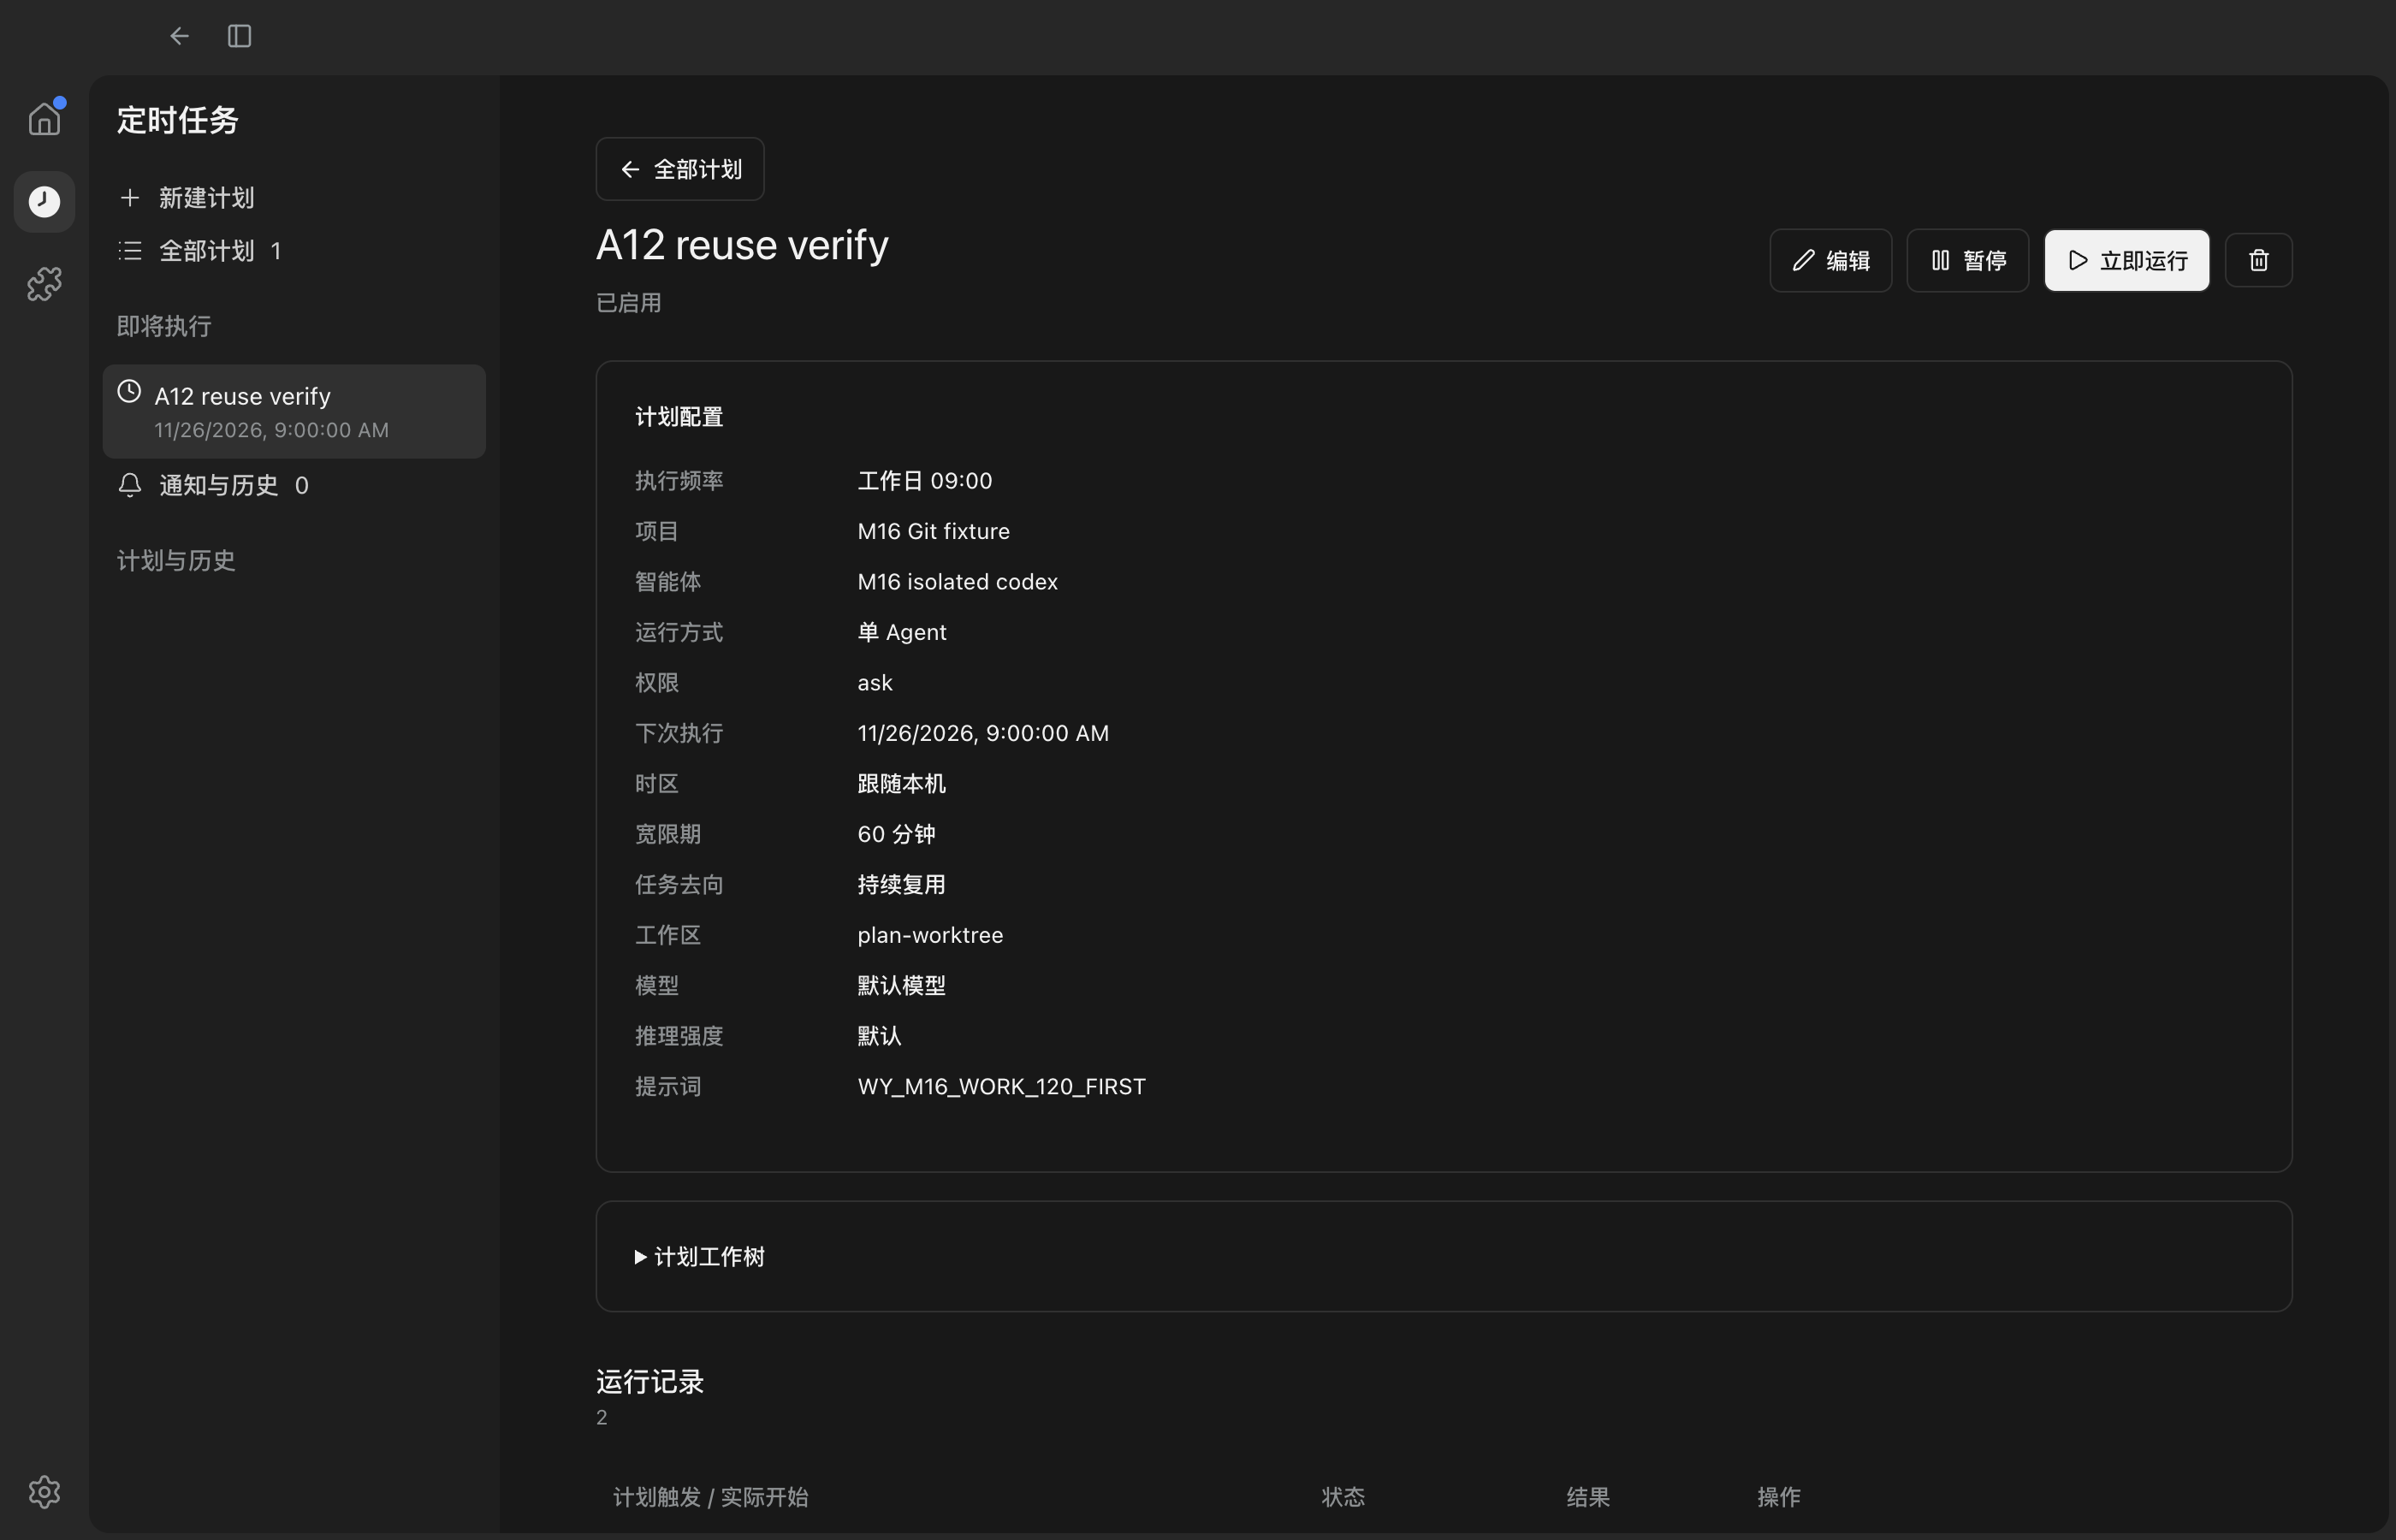 定时任务
新建计划
全部计划 1
即将执行
A12 reuse verify
11/26/2026, 9:00:00 AM
通知与历史 0
计划与历史
全部计划
A12 reuse verify
已启用
编辑
暂停
立即运行
计划配置
执行频率 工作日 09:00
项目 M16 Git fixture
智能体 M16 isolated codex
运行方式 单 Agent
权限 ask
下次执行 11/26/2026, 9:00:00 AM
时区 跟随本机
宽限期 60 分钟
任务去向 持续复用
工作区 plan-worktree
模型 默认模型
推理强度 默认
提示词 WY_M16_WORK_120_FIRST
计划工作树
运行记录
2
计划触发 / 实际开始 状态 结果 操作